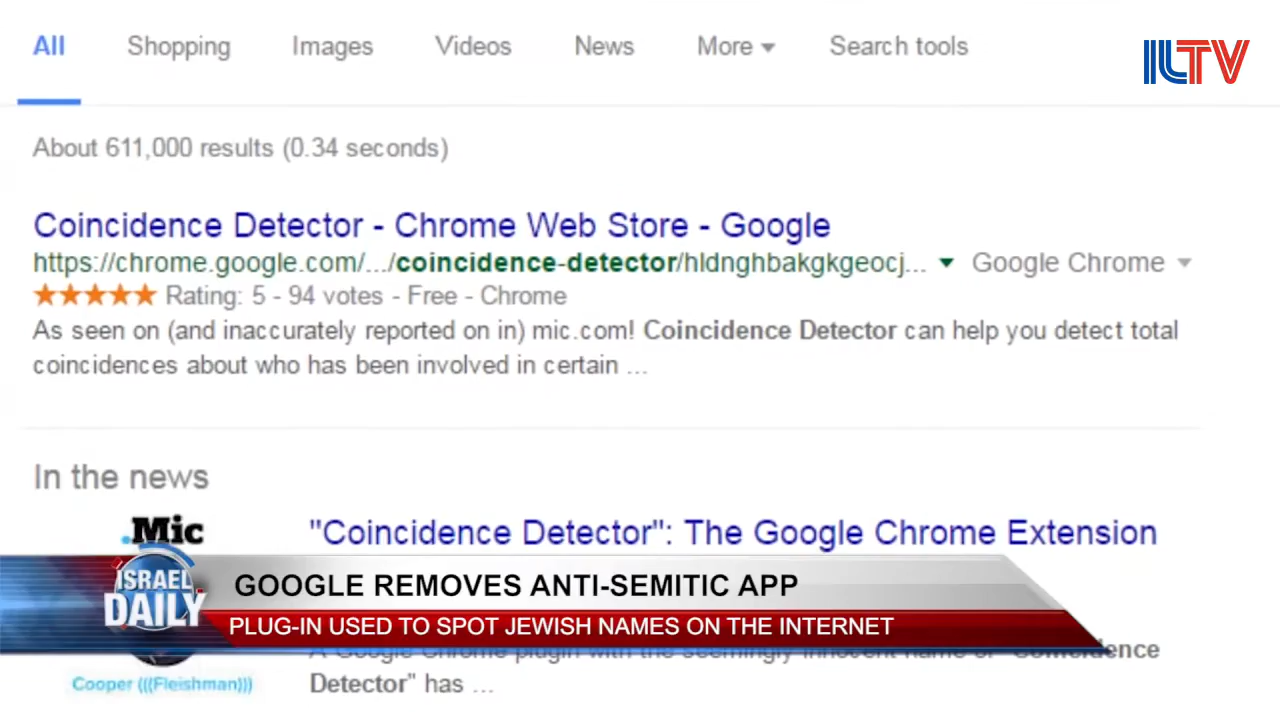 All Shopping Images Videos News More Search tools
ILTV
About 611,000 results (0.34 seconds)
Coincidence Detector - Chrome Web Store - Google
https://chrome.google.com/.../coincidence-detector/hldnghbakgkgeocj... Google Chrome
Rating: 5 - 94 votes - Free - Chrome
As seen on (and inaccurately reported on in) mic.com! Coincidence Detector can help you detect total
coincidences about who has been involved in certain ...
In the news
.Mic
"Coincidence Detector": The Google Chrome Extension
ISRAEL
DAILY
GOOGLE REMOVES ANTI-SEMITIC APP
PLUG-IN USED TO SPOT JEWISH NAMES ON THE INTERNET
A Google Chrome plugin with the seemingly innocent name of "Coincidence
Cooper (((Fleishman)))
Detector" has ...